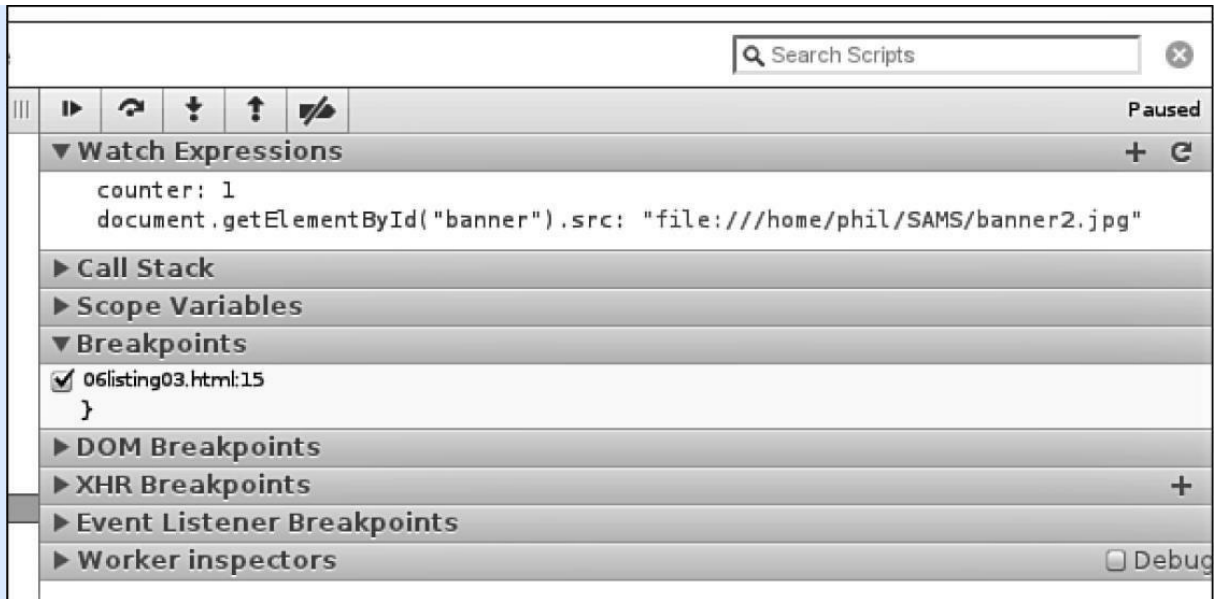 Search Scripts
Paused
Watch Expressions
counter: 1
document.getElementById("banner").src: "file:///home/phil/SAMS/banner2.jpg"
Call Stack
Scope Variables
Breakpoints
06listing03.html:15
}
DOM Breakpoints
XHR Breakpoints
Event Listener Breakpoints
Worker inspectors
Debug